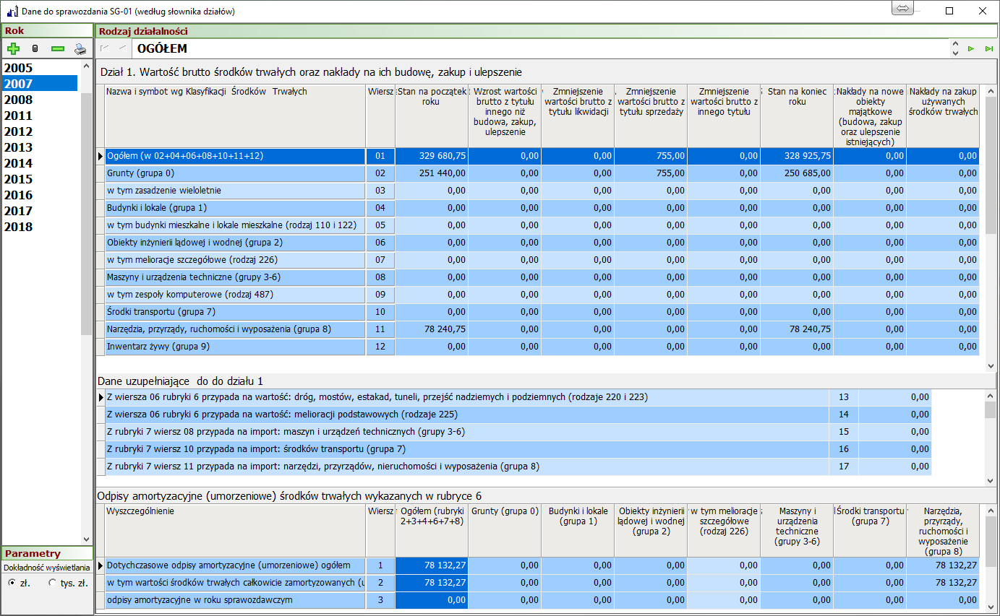 Dane do sprawozdania SG-01 (według słownika działów)
Rok
2005
2007
2008
2011
2012
2013
2014
2015
2016
2017
2018
Parametry
Dokładność wyświetlania
zł. tys. zł.
Rodzaj działalności
OGÓŁEM
Dział 1. Wartość brutto środków trwałych oraz nakłady na ich budowę, zakup i ulepszenie
Nazwa i symbot wg Klasyfikacji Środków Trwałych
Wiersz
Stan na początek
roku
Wzrost wartości
brutto z tytułu
innego niż
budowa, zakup,
ulepszenie
Zmniejszenie
wartości brutto z
tytułu likwidacji
Zmniejszenie
wartości brutto z
tytułu sprzedaży
Zmniejszenie
wartości brutto z
innego tytułu
Stan na koniec
roku
Nakłady na nowe
obiekty
majątkowe
(budowa, zakup
oraz ulepszenie
istniejących)
Nakłady na zakup
używanych
środków trwałych
Ogółem (w 02+04+06+08+10+11+12) 01 329 680,75 0,00 0,00 755,00 0,00 328 925,75 0,00 0,00
Grunty (grupa 0) 02 251 440,00 0,00 0,00 755,00 0,00 250 685,00 0,00 0,00
w tym zasadzenie wieloletnie 03 0,00 0,00 0,00 0,00 0,00 0,00 0,00 0,00
Budynki i lokale (grupa 1) 04 0,00 0,00 0,00 0,00 0,00 0,00 0,00 0,00
w tym budynki mieszkalne i lokale mieszkalne (rodzaj 110 i 122) 05 0,00 0,00 0,00 0,00 0,00 0,00 0,00 0,00
Obiekty inżynierii lądowej i wodnej (grupa 2) 06 0,00 0,00 0,00 0,00 0,00 0,00 0,00 0,00
w tym melioracje szczegółowe (rodzaj 226) 07 0,00 0,00 0,00 0,00 0,00 0,00 0,00 0,00
Maszyny i urządzenia techniczne (grupy 3-6) 08 0,00 0,00 0,00 0,00 0,00 0,00 0,00 0,00
w tym zespoły komputerowe (rodzaj 487) 09 0,00 0,00 0,00 0,00 0,00 0,00 0,00 0,00
Środki transportu (grupa 7) 10 0,00 0,00 0,00 0,00 0,00 0,00 0,00 0,00
Narzędzia, przyrządy, ruchomości i wyposażenia (grupa 8) 11 78 240,75 0,00 0,00 0,00 0,00 78 240,75 0,00 0,00
Inwentarz żywy (grupa 9) 12 0,00 0,00 0,00 0,00 0,00 0,00 0,00 0,00
Dane uzupełniające do do działu 1
Z wiersza 06 rubryki 6 przypada na wartość: dróg, mostów, estakad, tuneli, przejść nadziemych i podziemnych (rodzaje 220 i 223) 13 0,00
Z wiersza 06 rubryki 6 przypada na wartość: melioracji podstawowych (rodzaje 225) 14 0,00
Z rubryki 7 wiersz 08 przypada na import: maszyn i urządzeń technicznych (grupy 3-6) 15 0,00
Z rubryki 7 wiersz 10 przypada na import: środków transportu (grupa 7) 16 0,00
Z rubryki 7 wiersz 11 przypada na import: narzędzi, przyrządów, nieruchomości i wyposażenia (grupa 8) 17 0,00
Odpisy amortyzacyjne (umorzeniowe) środków trwałych wykazanych w rubryce 6
Wyszczególnienie
Wiersz
Ogółem (rubryki
2+3+4+6+7+8)
Grunty (grupa 0)
Budynki i lokale
(grupa 1)
Obiekty inżynierii
lądowej i wodnej
(grupa 2)
w tym melioracje
szczegółowe
(rodzaj 226)
Maszyny i
urządzenia
techniczne
(grupy 3-6)
Środki transportu
(grupa 7)
Narzędzia,
przyrządy,
ruchomości i
wyposażenie
(grupa 8)
Dotychczasowe odpisy amortyzacyjne (umorzeniowe) ogółem 1 78 132,27 0,00 0,00 0,00 0,00 0,00 0,00 78 132,27
w tym wartości środków trwałych całkowicie zamortyzowanych (u 2 78 132,27 0,00 0,00 0,00 0,00 0,00 0,00 78 132,27
odpisy amortyzacyjne w roku sprawozdawczym 3 0,00 0,00 0,00 0,00 0,00 0,00 0,00 0,00